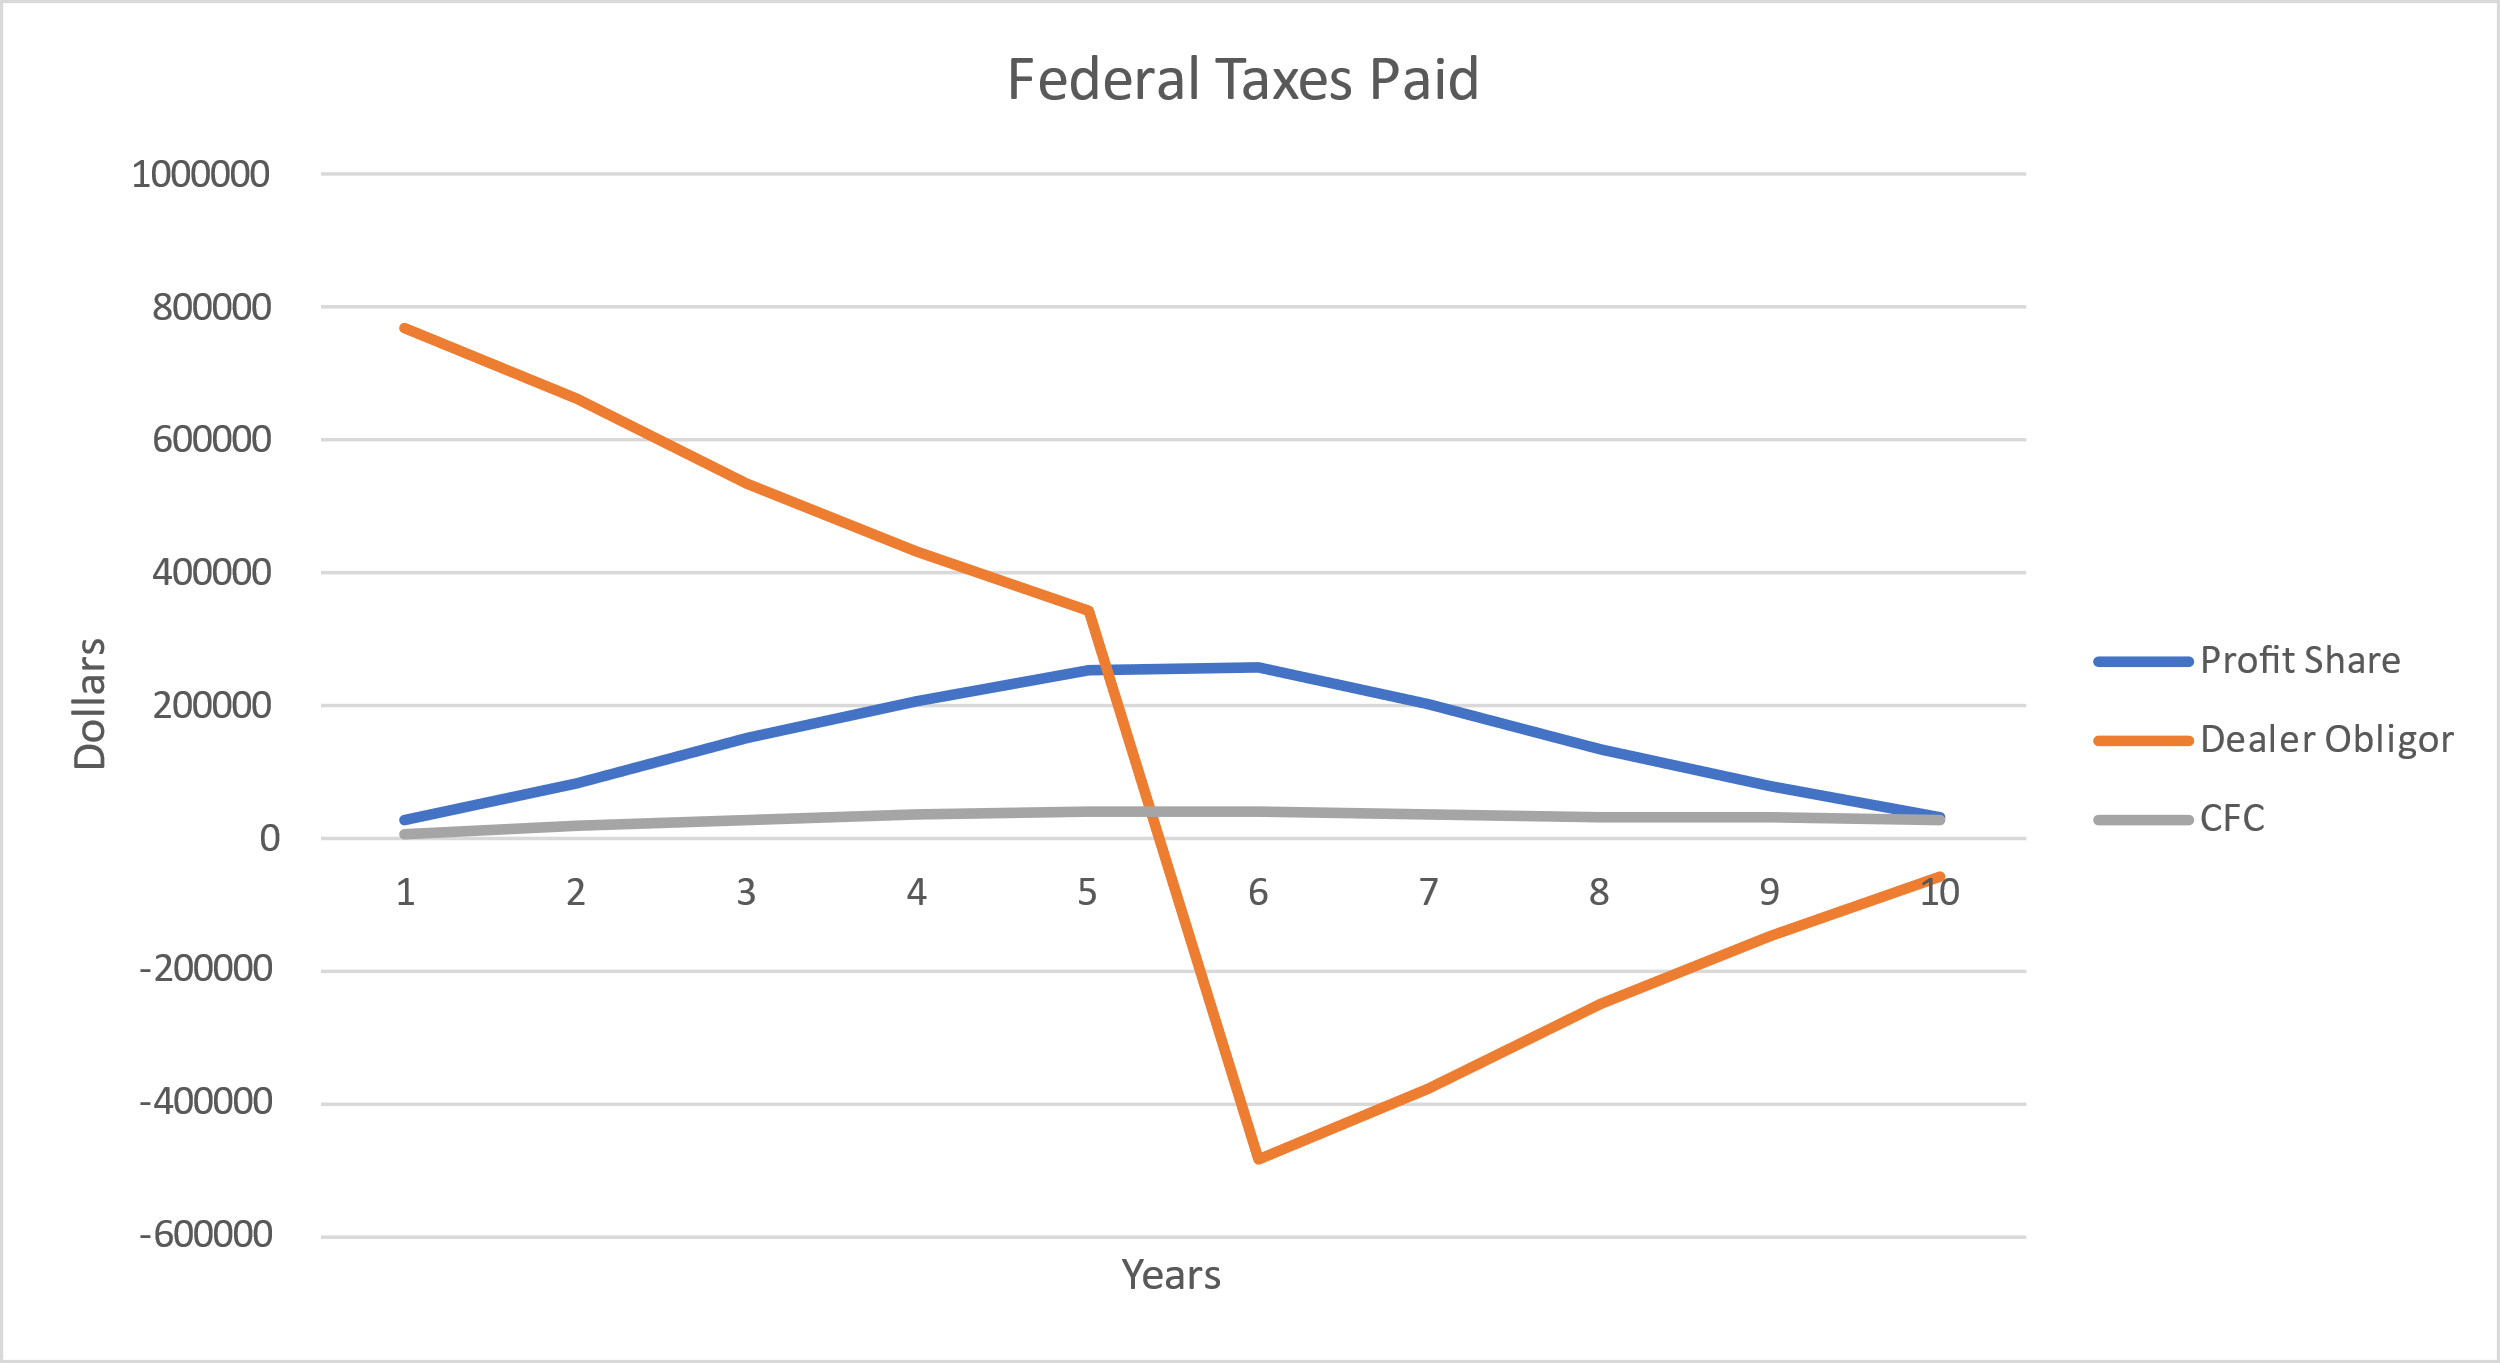 Federal Taxes Paid
1000000
800000
600000
400000
200000
0
-200000
-400000
-600000
Dollars
1 2 3 4 5 6 7 8 9 10
Years
Profit Share
Dealer Obligor
CFC